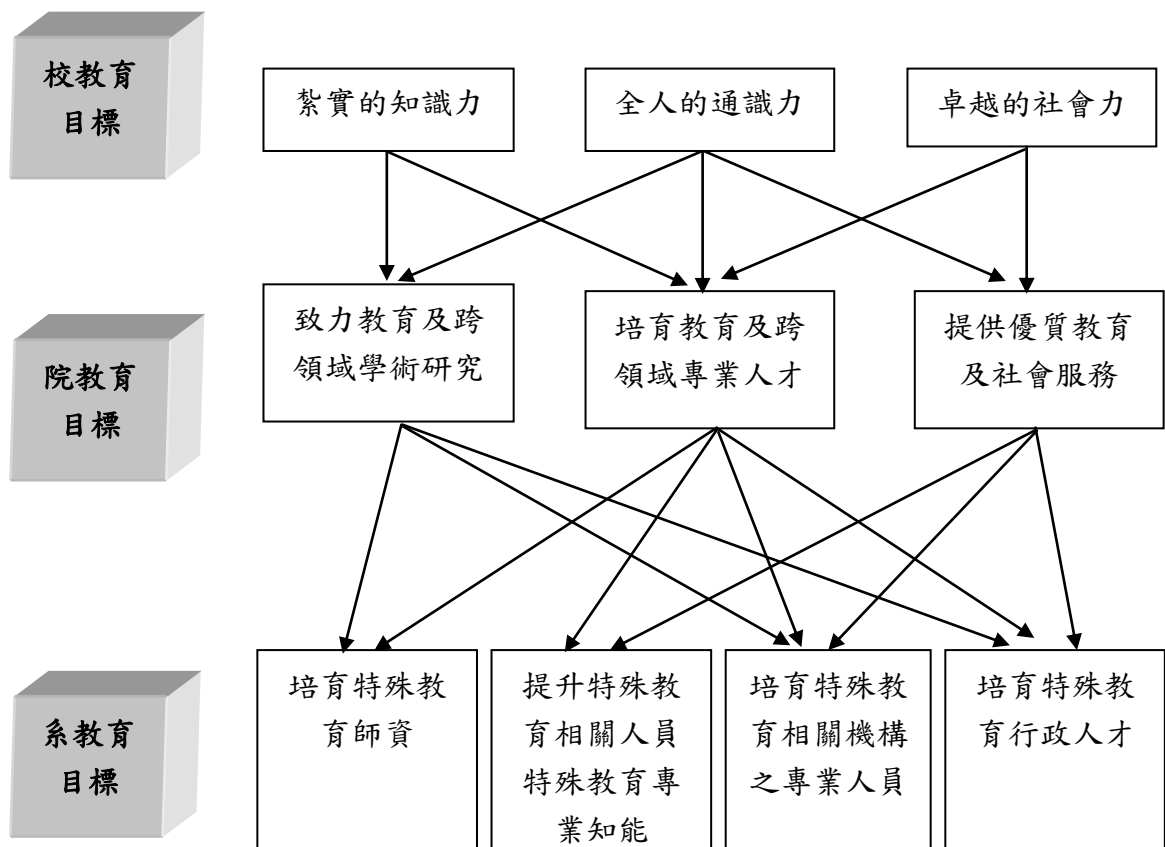 校教育
目標
紮實的知識力
全人的通識力
卓越的社會力
院教育
目標
致力教育及跨
領域學術研究
培育教育及跨
領域專業人才
提供優質教育
及社會服務
系教育
目標
培育特殊教
育師資
提升特殊教
育相關人員
特殊教育專
業知能
培育特殊教
育相關機構
之專業人員
培育特殊教
育行政人才